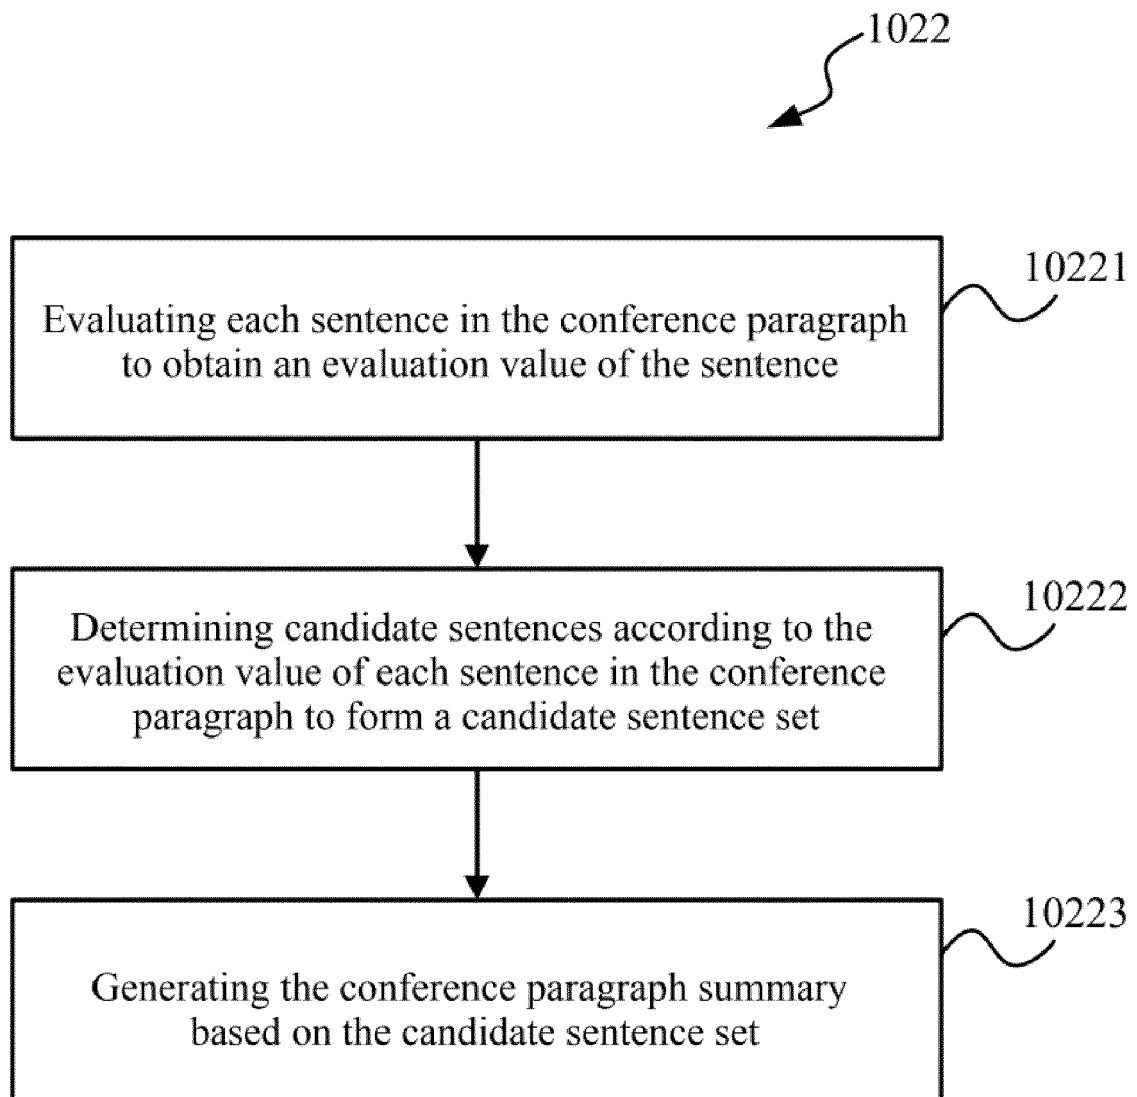 1022
10221
Evaluating each sentence in the conference paragraph
to obtain an evaluation value of the sentence
10222
Determining candidate sentences according to the
evaluation value of each sentence in the conference
paragraph to form a candidate sentence set
10223
Generating the conference paragraph summary
based on the candidate sentence set